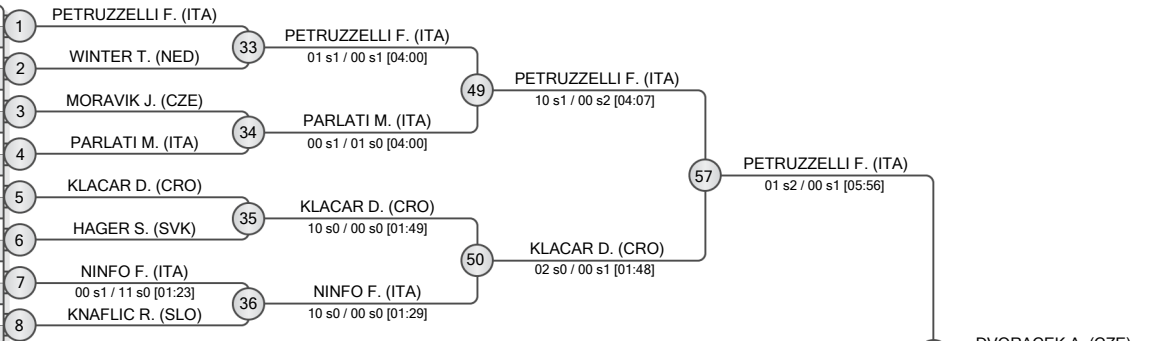 1
PETRUZZELLI F. (ITA)
2
WINTER T. (NED)
3
MORAVIK J. (CZE)
4
PARLATI M. (ITA)
5
KLACAR D. (CRO)
6
HAGER S. (SVK)
7
NINFO F. (ITA)
00 s1 / 11 s0 [01:23]
8
KNAFLIC R. (SLO)
33
PETRUZZELLI F. (ITA)
01 s1 / 00 s1 [04:00]
34
PARLATI M. (ITA)
00 s1 / 01 s0 [04:00]
35
KLACAR D. (CRO)
10 s0 / 00 s0 [01:49]
36
NINFO F. (ITA)
10 s0 / 00 s0 [01:29]
49
PETRUZZELLI F. (ITA)
10 s1 / 00 s2 [04:07]
50
KLACAR D. (CRO)
02 s0 / 00 s1 [01:48]
57
PETRUZZELLI F. (ITA)
01 s2 / 00 s1 [05:56]
DVORACEK A. (CZE)